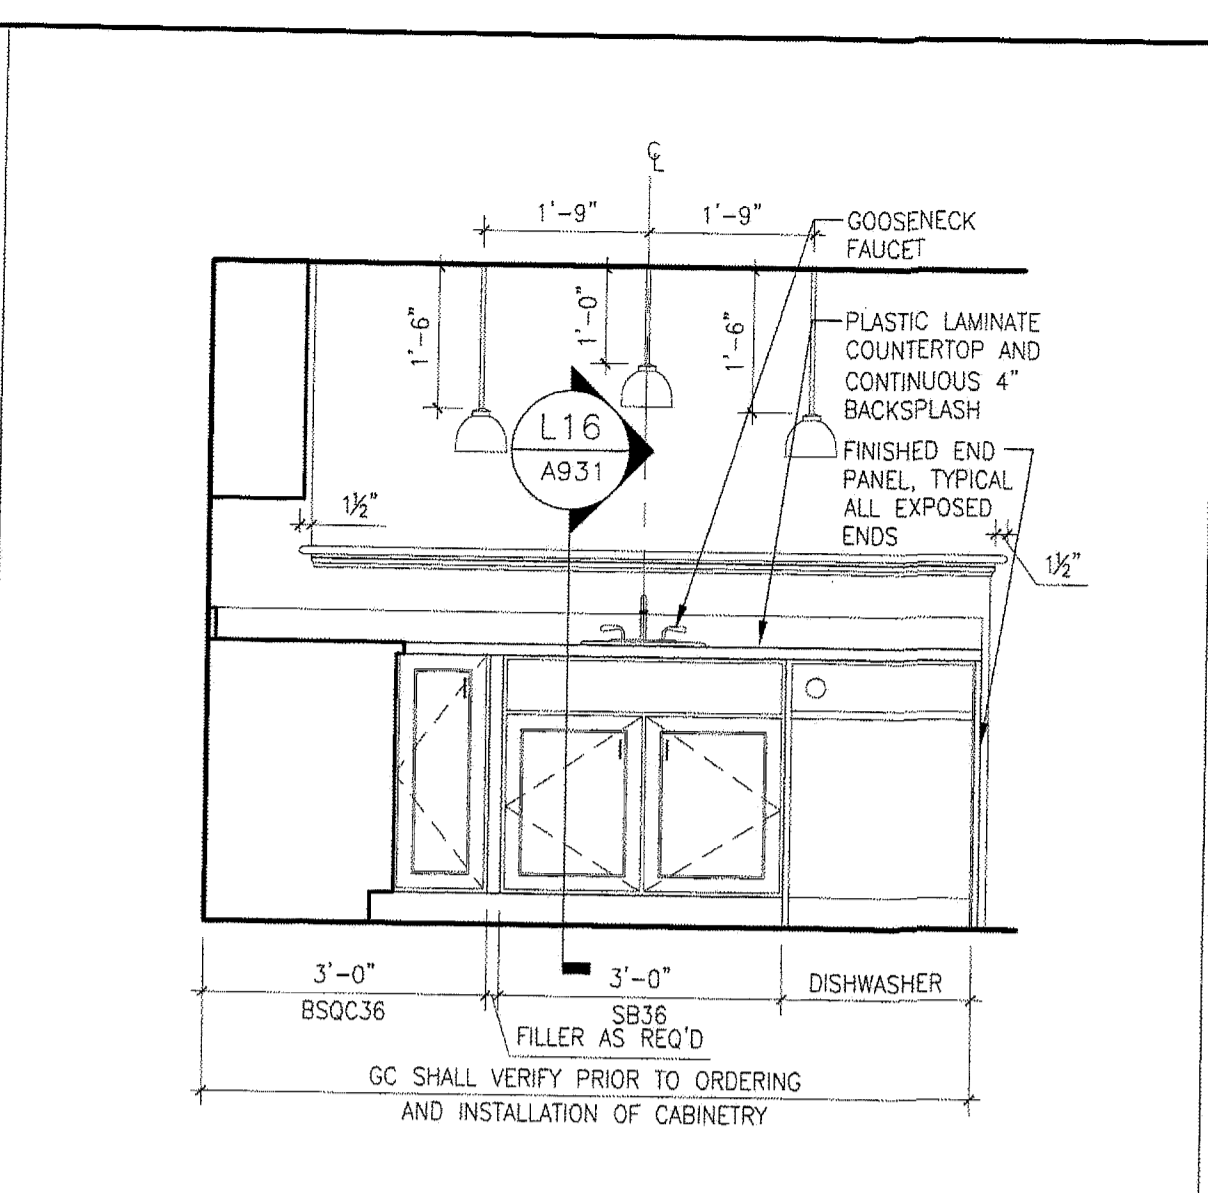 ℄
1'-9" 1'-9"
GOOSENECK
FAUCET
1'-6"
1'-0"
1'-6"
PLASTIC LAMINATE
COUNTERTOP AND
CONTINUOUS 4"
BACKSPLASH
L16
A931
FINISHED END
PANEL, TYPICAL
ALL EXPOSED
ENDS
1½"
1½"
3'-0" 3'-0" DISHWASHER
BSQC36 SB36
FILLER AS REQ'D
GC SHALL VERIFY PRIOR TO ORDERING
AND INSTALLATION OF CABINETRY